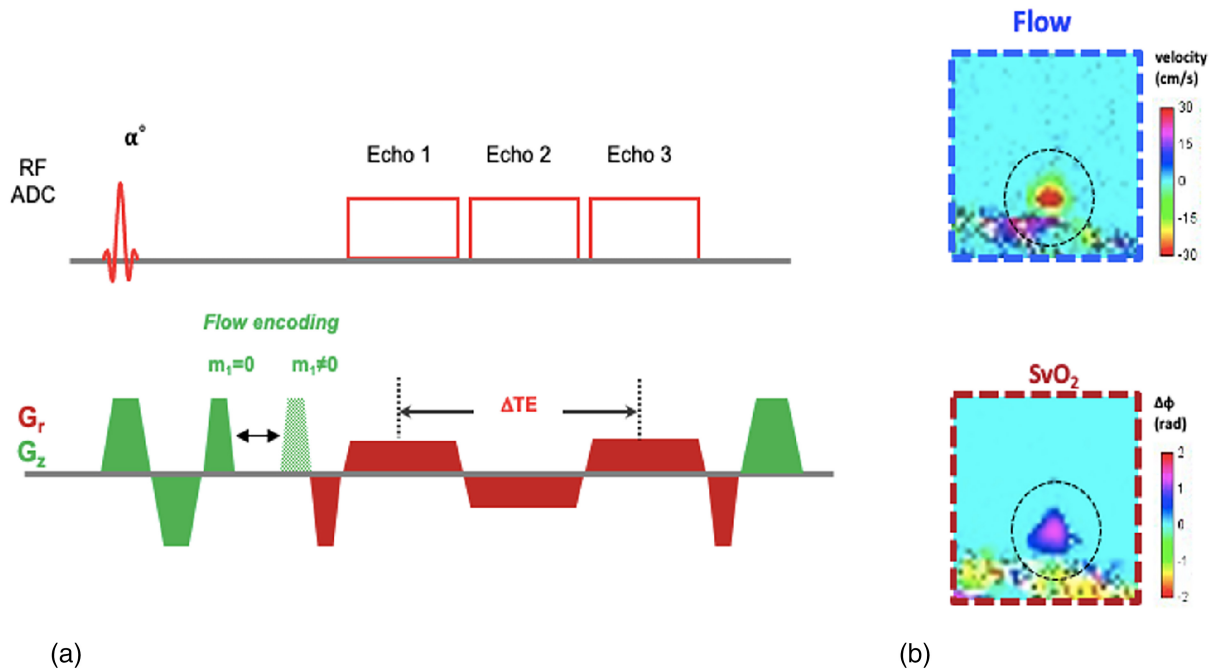 α°
RF
ADC
Echo 1
Echo 2
Echo 3
Flow encoding
m₁=0
m₁≠0
ΔTE
Gᵣ
G_z
(a)
Flow
velocity
(cm/s)
30
15
0
-15
-30
SvO₂
Δϕ
(rad)
2
1
0
-1
-2
(b)